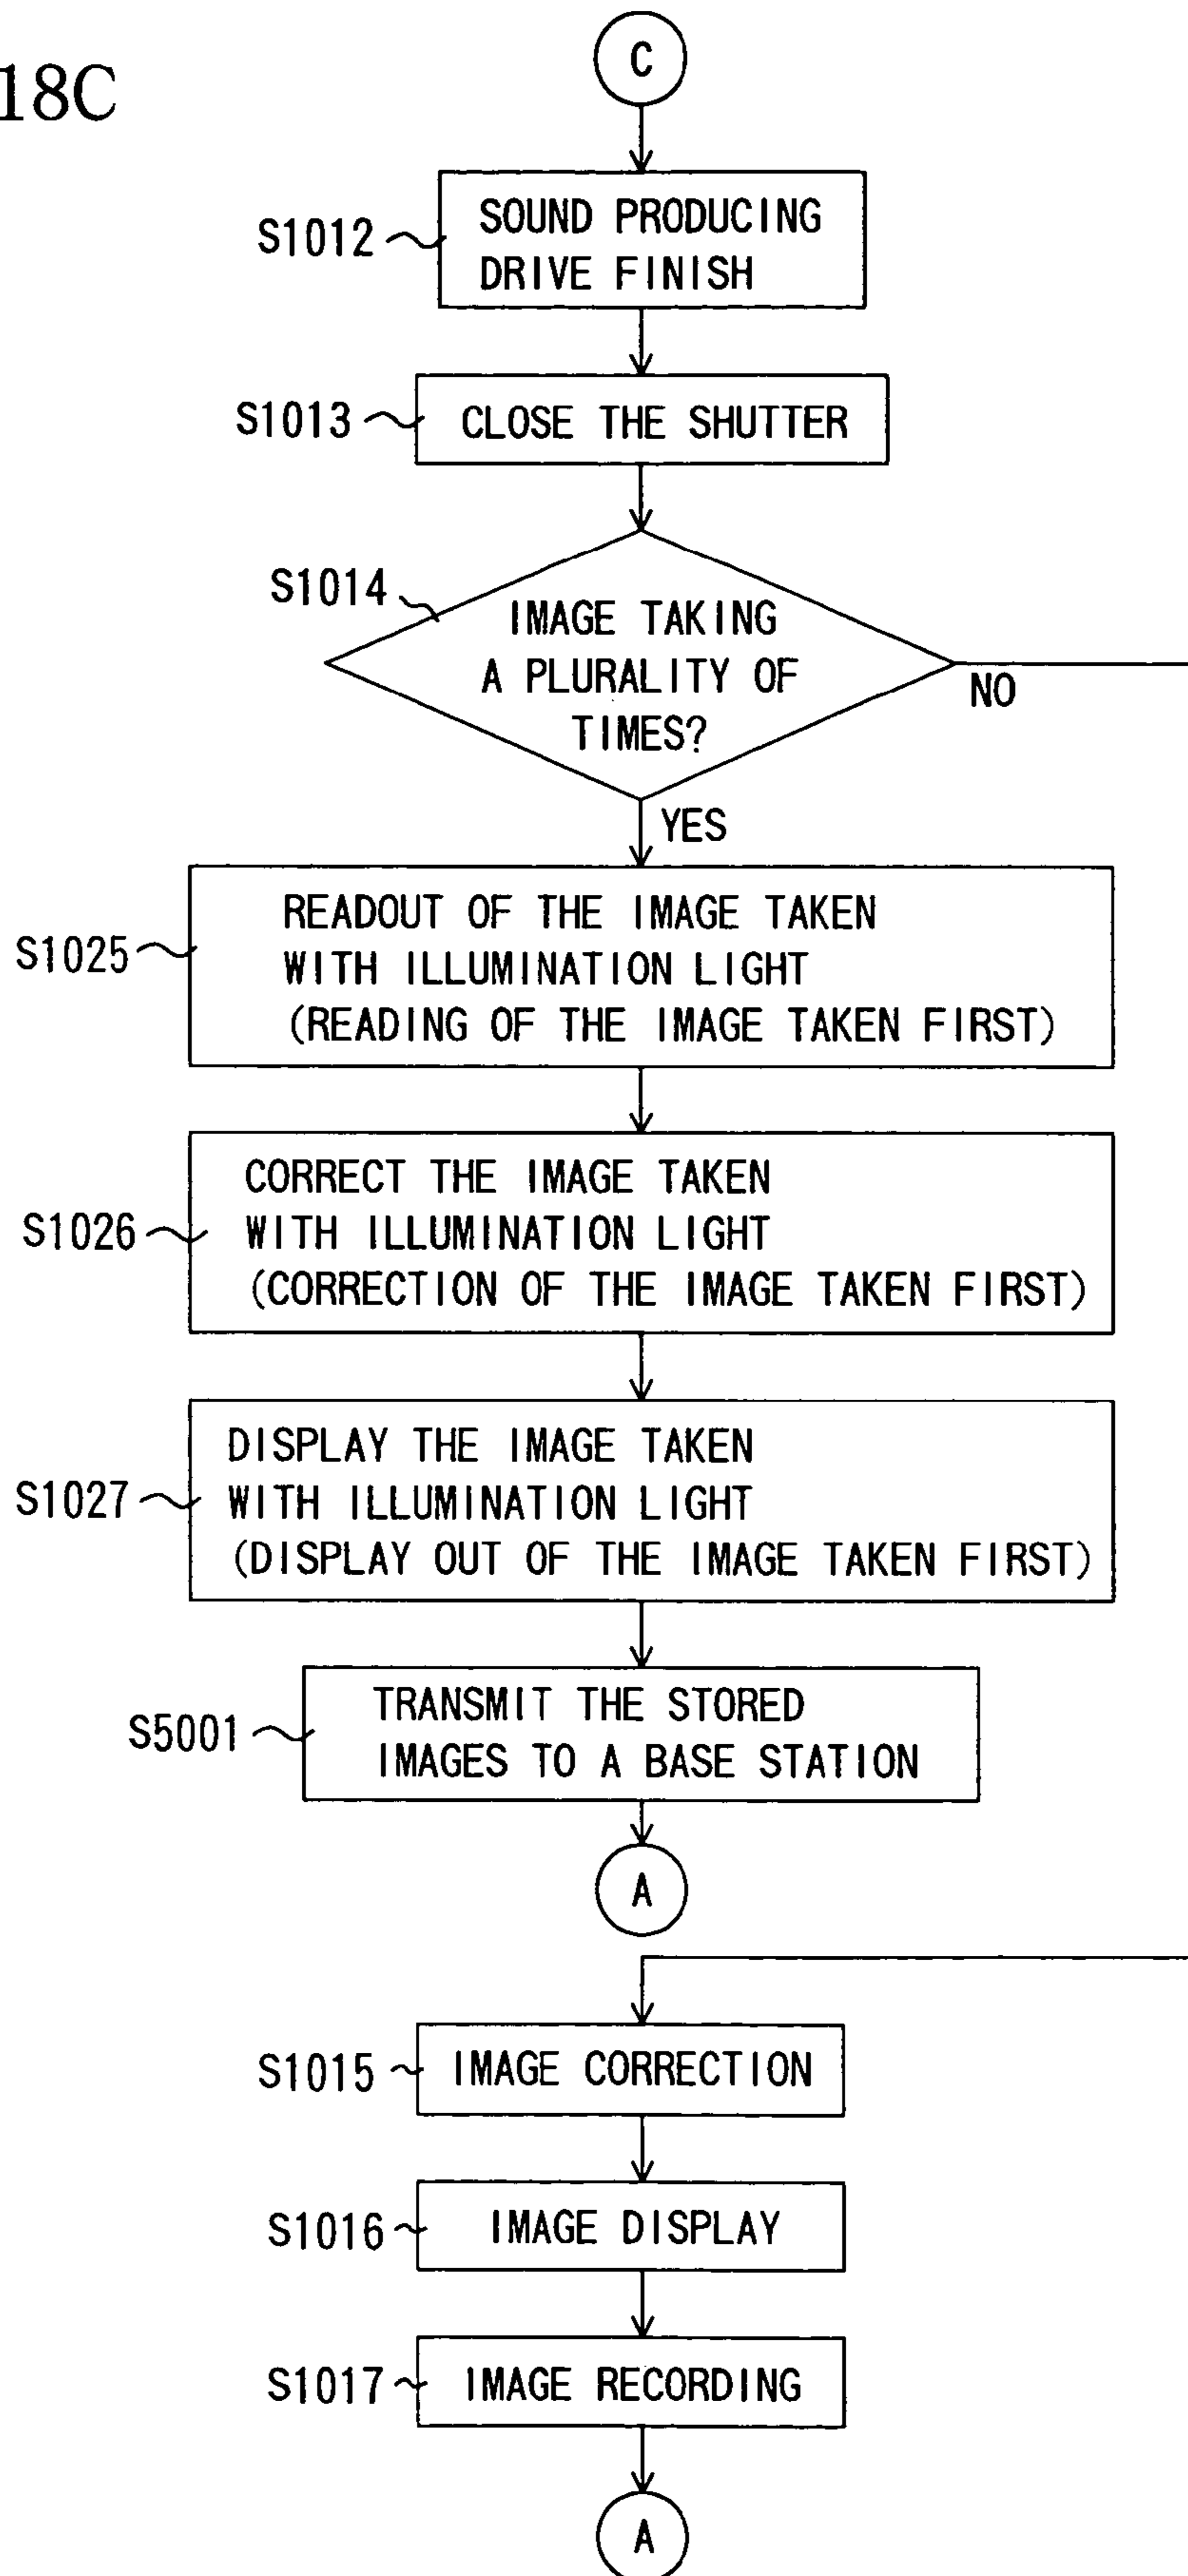 18C
C
S1012
SOUND PRODUCING
DRIVE FINISH
S1013
CLOSE THE SHUTTER
S1014
IMAGE TAKING
A PLURALITY OF
TIMES?
NO
YES
S1025
READOUT OF THE IMAGE TAKEN
WITH ILLUMINATION LIGHT
(READING OF THE IMAGE TAKEN FIRST)
S1026
CORRECT THE IMAGE TAKEN
WITH ILLUMINATION LIGHT
(CORRECTION OF THE IMAGE TAKEN FIRST)
S1027
DISPLAY THE IMAGE TAKEN
WITH ILLUMINATION LIGHT
(DISPLAY OUT OF THE IMAGE TAKEN FIRST)
S5001
TRANSMIT THE STORED
IMAGES TO A BASE STATION
A
S1015
IMAGE CORRECTION
S1016
IMAGE DISPLAY
S1017
IMAGE RECORDING
A